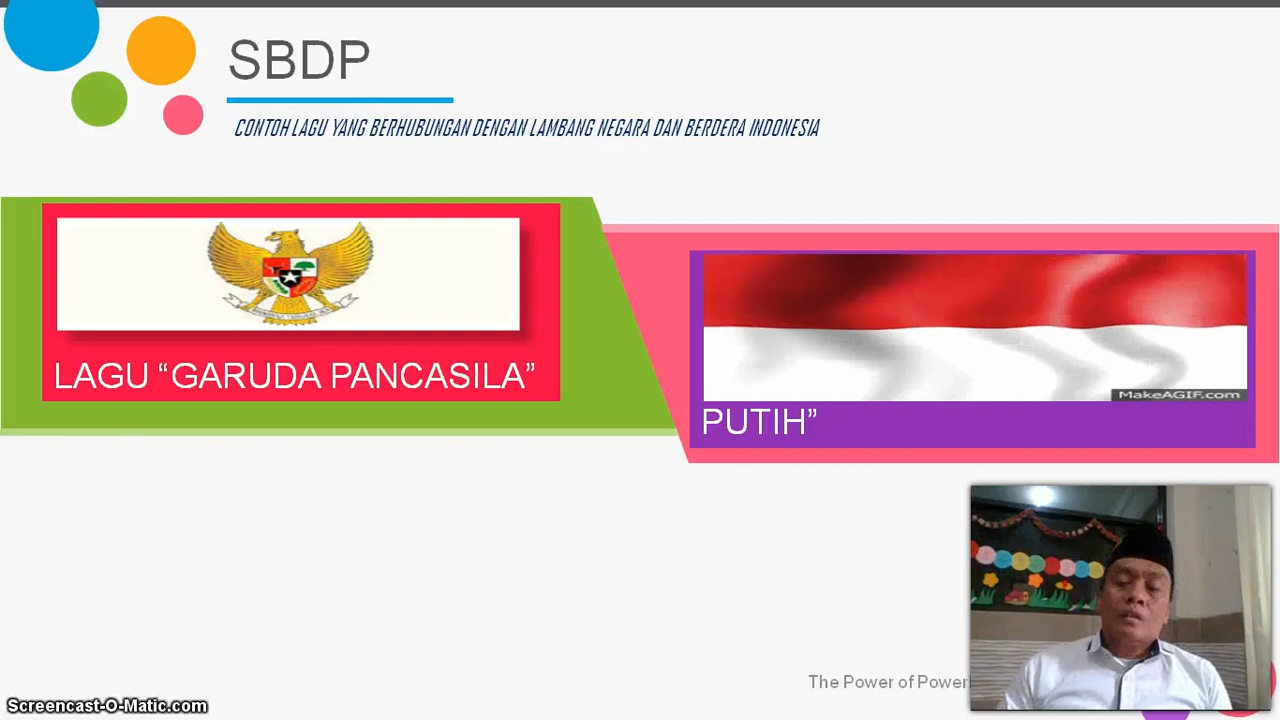 SBDP
CONTOH LAGU YANG BERHUBUNGAN DENGAN LAMBANG NEGARA DAN BERDERA INDONESIA
LAGU “GARUDA PANCASILA”
MakeAGIF.com
PUTIH”
The Power of Power
Screencast-O-Matic.com